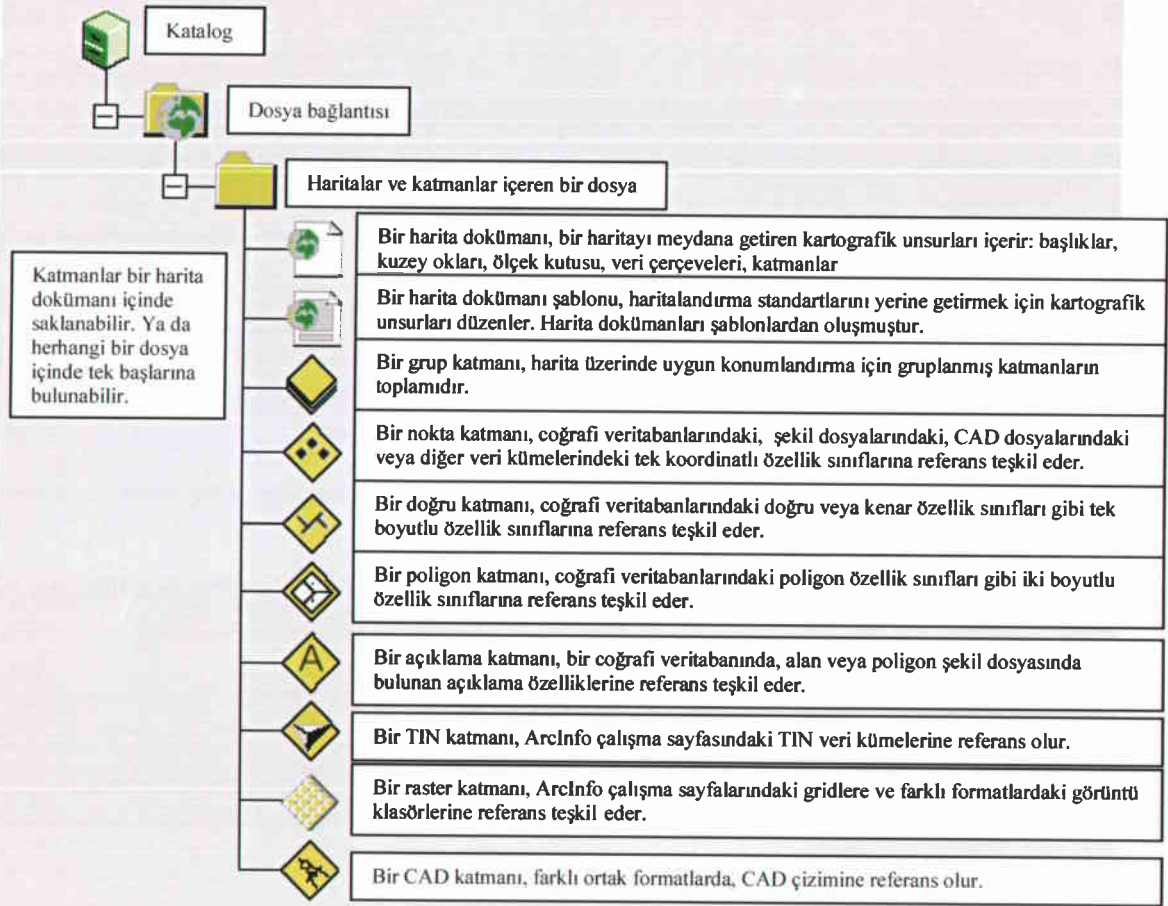 Katalog
Dosya bağlantısı
Haritalar ve katmanlar içeren bir dosya
Katmanlar bir harita
dokümanı içinde
saklanabilir. Ya da
herhangi bir dosya
içinde tek başlarına
bulunabilir.
Bir harita dokümanı, bir haritayı meydana getiren kartografik unsurları içerir: başlıklar,
kuzey okları, ölçek kutusu, veri çerçeveleri, katmanlar
Bir harita dokümanı şablonu, haritalandırma standartlarını yerine getirmek için kartografik
unsurları düzenler. Harita dokümanları şablonlardan oluşmuştur.
Bir grup katmanı, harita üzerinde uygun konumlandırma için gruplanmış katmanların
toplamıdır.
Bir nokta katmanı, coğrafi veritabanlarındaki, şekil dosyalarındaki, CAD dosyalarındaki
veya diğer veri kümelerindeki tek koordinatlı özellik sınıflarına referans teşkil eder.
Bir doğru katmanı, coğrafi veritabanlarındaki doğru veya kenar özellik sınıfları gibi tek
boyutlu özellik sınıflarına referans teşkil eder.
Bir poligon katmanı, coğrafi veritabanlarındaki poligon özellik sınıfları gibi iki boyutlu
özellik sınıflarına referans teşkil eder.
A
Bir açıklama katmanı, bir coğrafi veritabanında, alan veya poligon şekil dosyasında
bulunan açıklama özelliklerine referans teşkil eder.
Bir TIN katmanı, ArcInfo çalışma sayfasındaki TIN veri kümelerine referans olur.
Bir raster katmanı, ArcInfo çalışma sayfalarındaki gridlere ve farklı formatlardaki görüntü
klasörlerine referans teşkil eder.
Bir CAD katmanı, farklı ortak formatlarda, CAD çizimine referans olur.